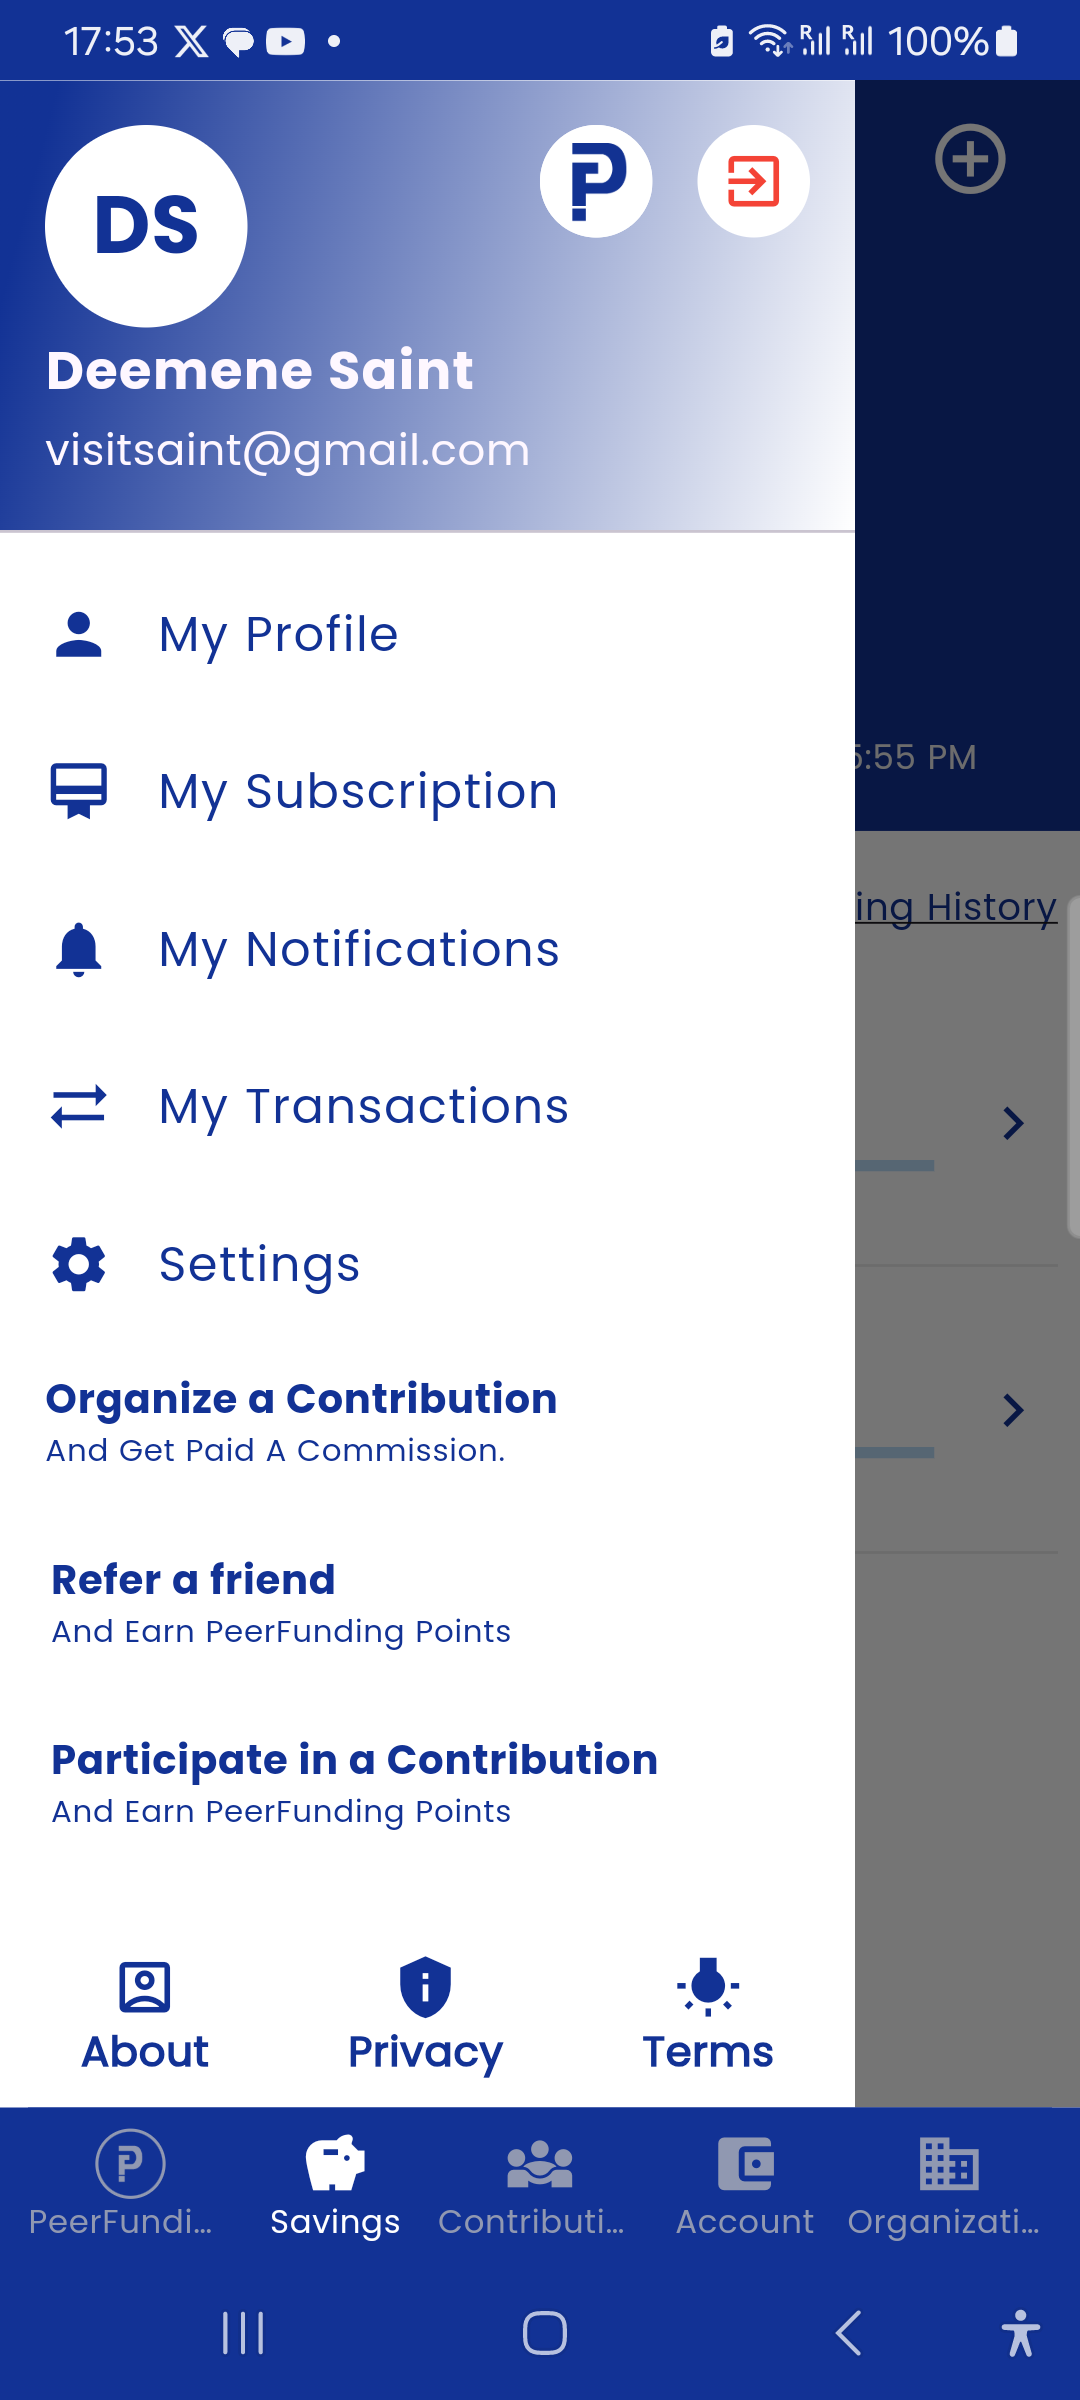 17:53
100%
DS
Deemene Saint
visitsaint@gmail.com
My Profile
My Subscription
5:55 PM
ing History
My Notifications
My Transactions
Settings
Organize a Contribution
And Get Paid A Commission.
Refer a friend
And Earn PeerFunding Points
Participate in a Contribution
And Earn PeerFunding Points
About
Privacy
Terms
PeerFundi...
Savings
Contributi...
Account
Organizati...